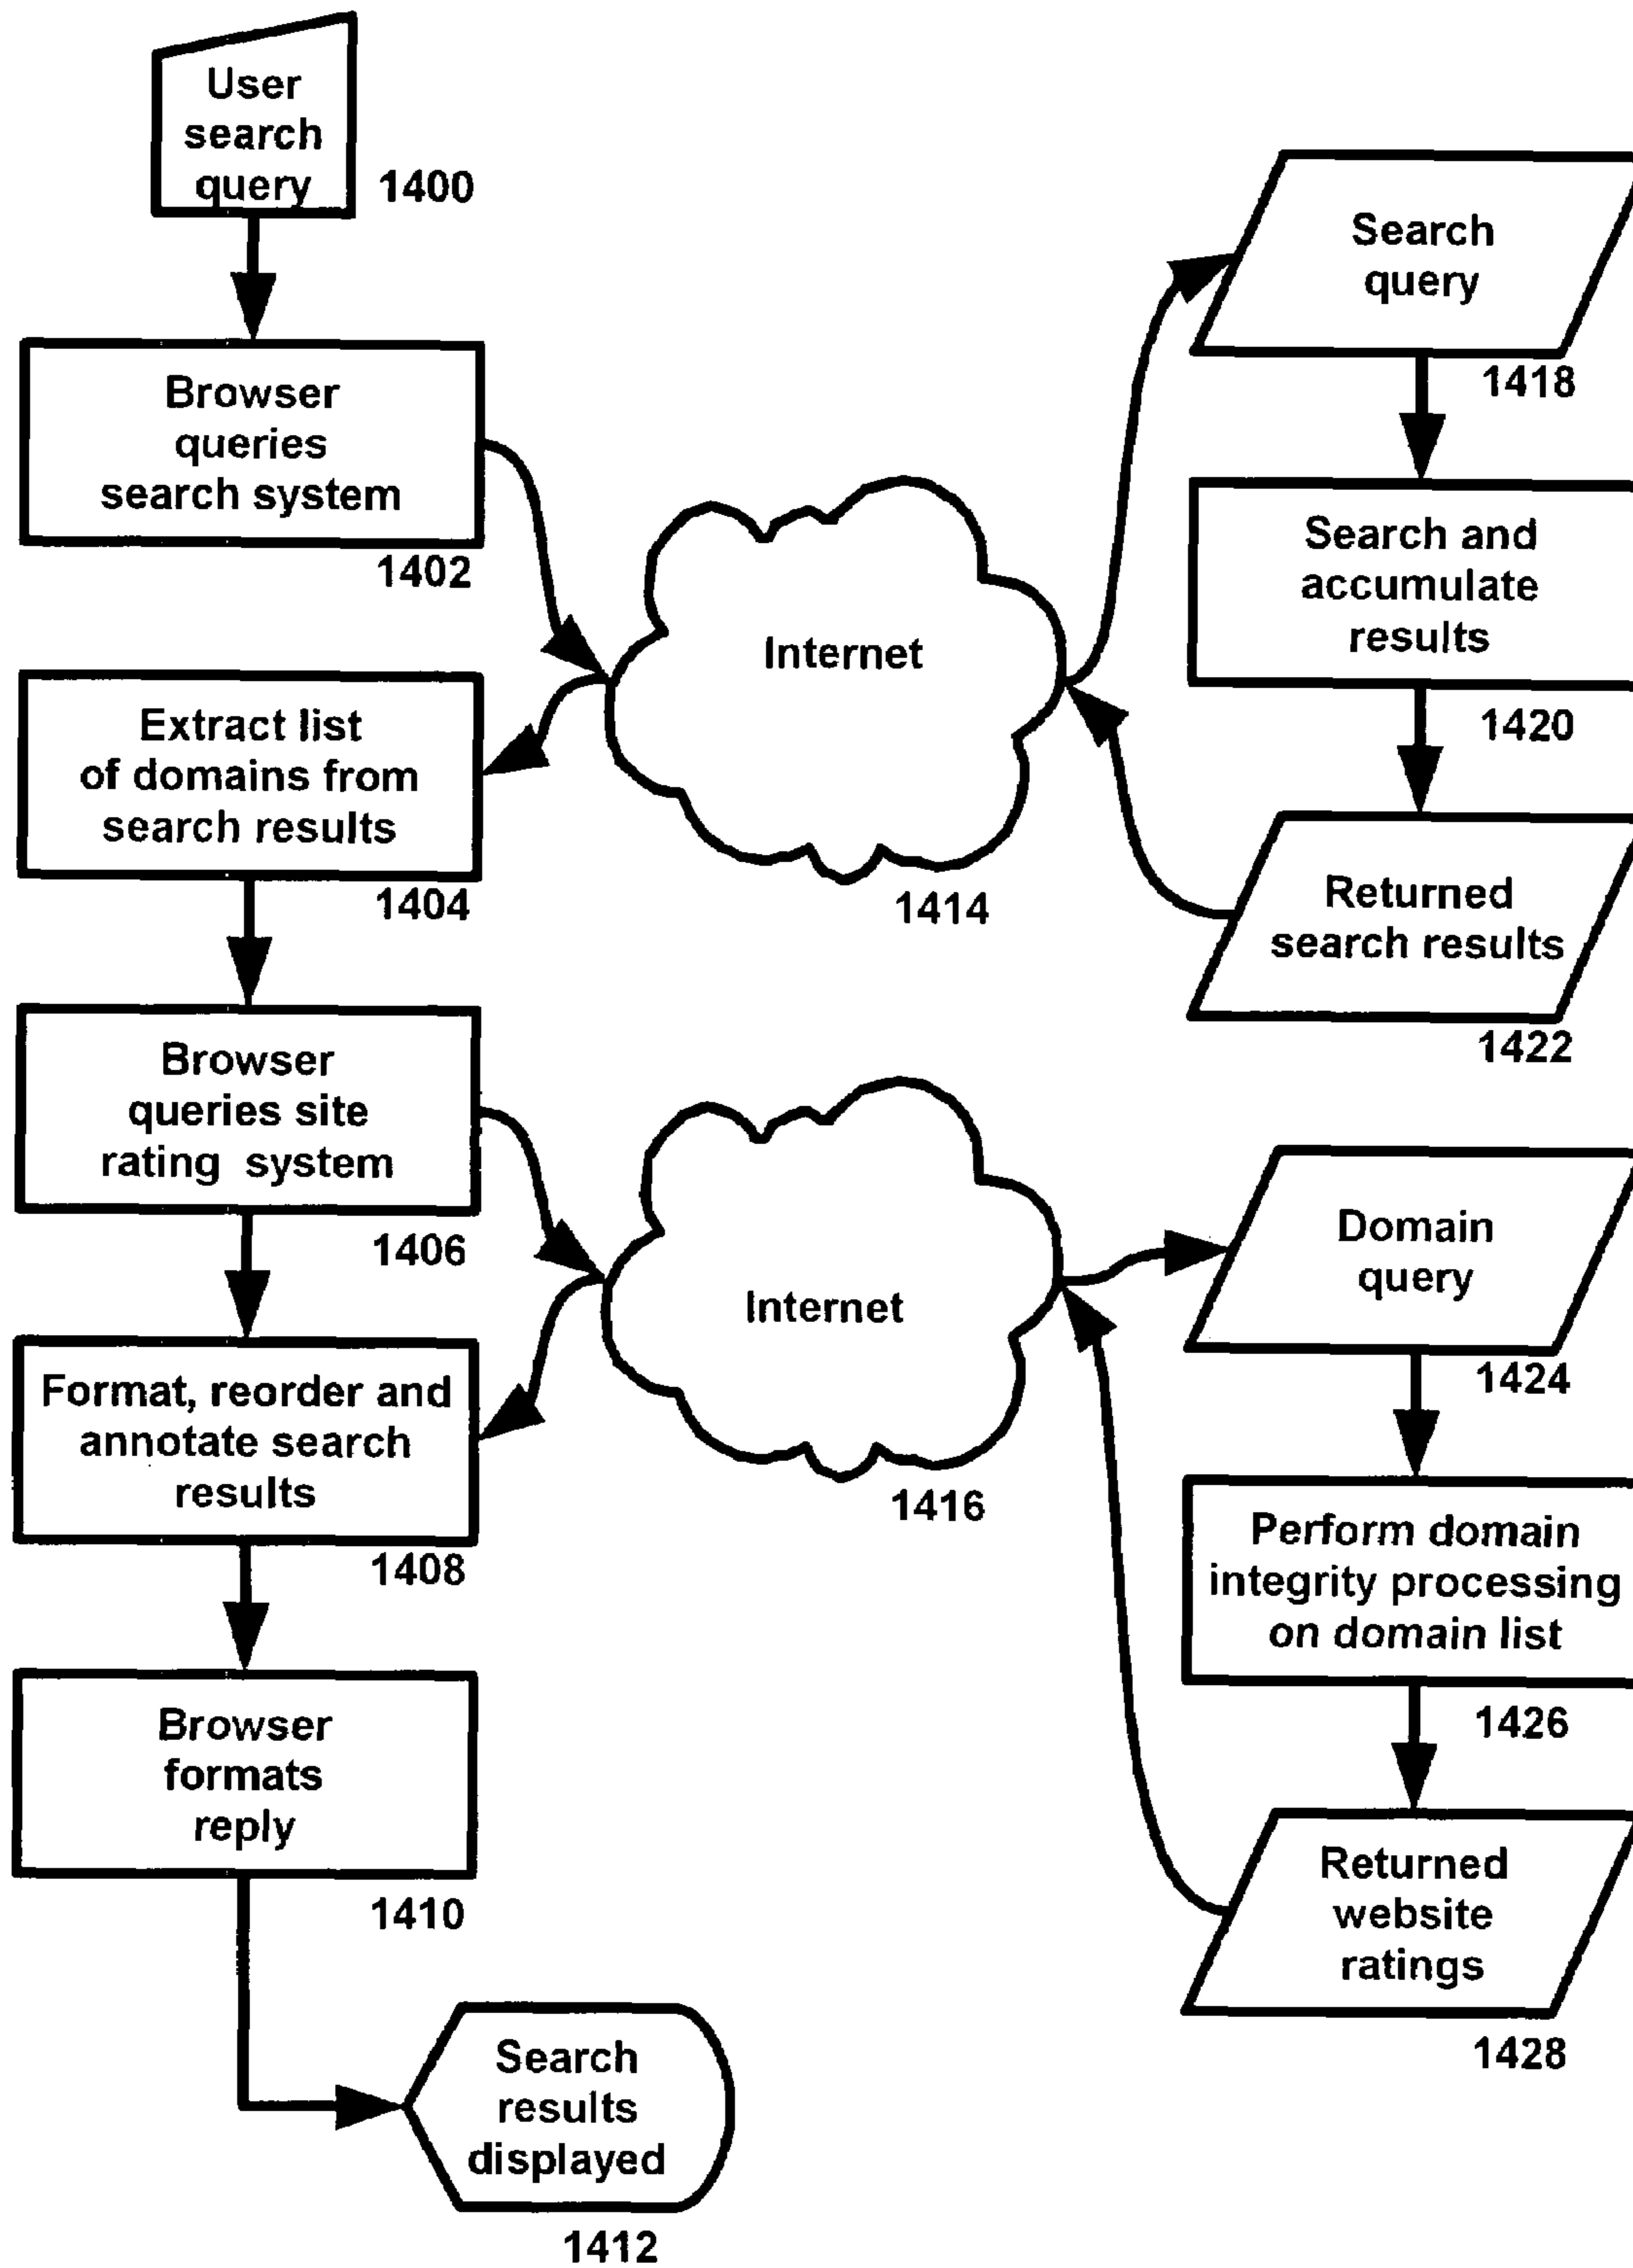 User
search
query
1400
Browser
queries
search system
1402
Extract list
of domains from
search results
1404
Browser
queries site
rating system
1406
Format, reorder and
annotate search
results
1408
Browser
formats
reply
1410
Search
results
displayed
1412
Internet
1414
Internet
1416
Search
query
1418
Search and
accumulate
results
1420
Returned
search results
1422
Domain
query
1424
Perform domain
integrity processing
on domain list
1426
Returned
website
ratings
1428